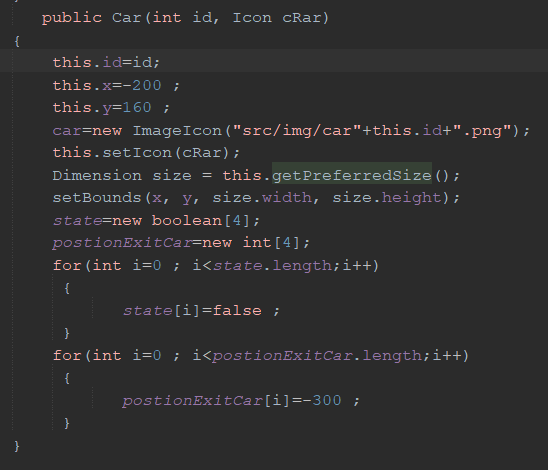 public Car(int id, Icon cRar)
{
this.id=id;
this.x=-200 ;
this.y=160 ;
car=new ImageIcon("src/img/car"+this.id+".png");
this.setIcon(cRar);
Dimension size = this.getPreferredSize();
setBounds(x, y, size.width, size.height);
state=new boolean[4];
postionExitCar=new int[4];
for(int i=0 ; i<state.length;i++)
{
state[i]=false ;
}
for(int i=0 ; i<postionExitCar.length;i++)
{
postionExitCar[i]=-300 ;
}
}